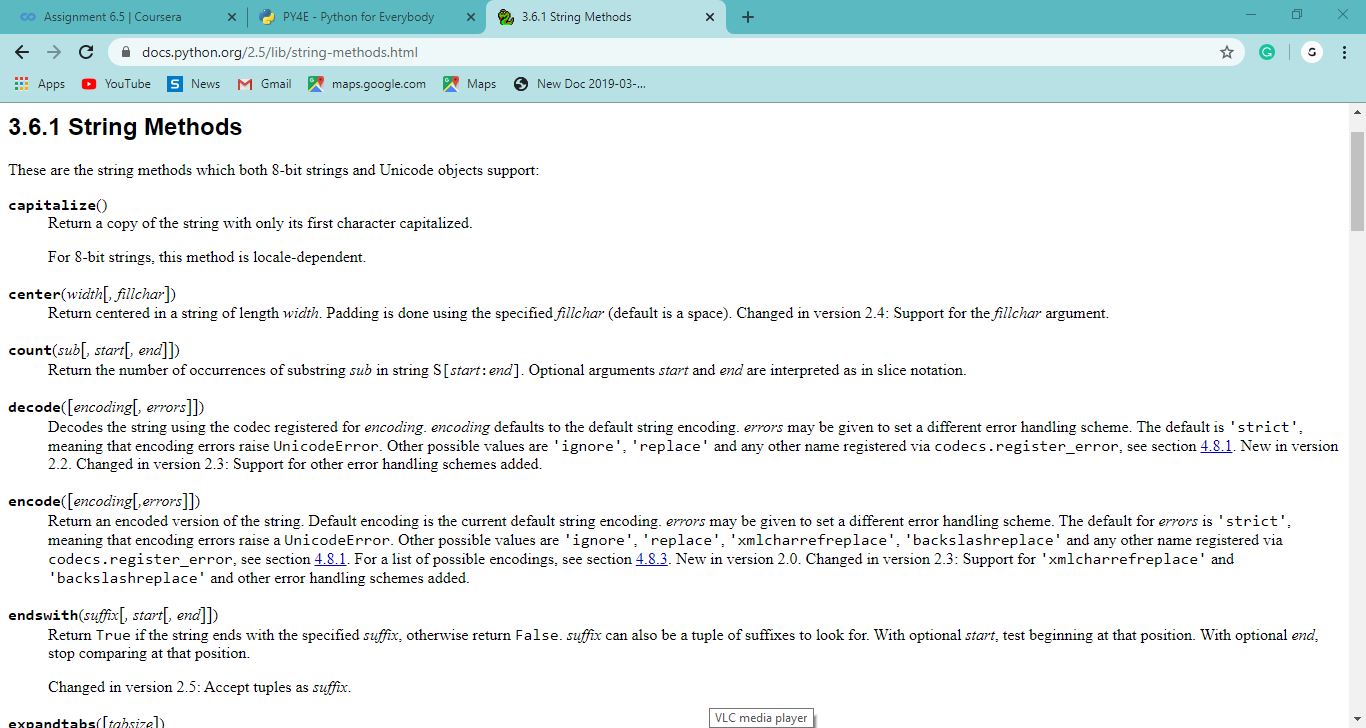 Assignment 6.5 | Coursera
PY4E - Python for Everybody
3.6.1 String Methods
docs.python.org/2.5/lib/string-methods.html
G
Apps
YouTube
S News
Gmail
maps.google.com
Maps
New Doc 2019-03-...
3.6.1 String Methods
These are the string methods which both 8-bit strings and Unicode objects support:
capitalize()
Return a copy of the string with only its first character capitalized.
For 8-bit strings, this method is locale-dependent.
center(width[, fillchar])
Return centered in a string of length width. Padding is done using the specified fillchar (default is a space). Changed in version 2.4: Support for the fillchar argument.
count(sub[, start[, end]])
Return the number of occurrences of substring sub in string S[start:end]. Optional arguments start and end are interpreted as in slice notation.
decode([encoding[, errors]])
Decodes the string using the codec registered for encoding. encoding defaults to the default string encoding. errors may be given to set a different error handling scheme. The default is 'strict',
meaning that encoding errors raise UnicodeError. Other possible values are 'ignore', 'replace' and any other name registered via codecs.register_error, see section 4.8.1. New in version
2.2. Changed in version 2.3: Support for other error handling schemes added.
encode([encoding[,errors]])
Return an encoded version of the string. Default encoding is the current default string encoding. errors may be given to set a different error handling scheme. The default for errors is 'strict',
meaning that encoding errors raise a UnicodeError. Other possible values are 'ignore', 'replace', 'xmlcharrefreplace', 'backslashreplace' and any other name registered via
codecs.register_error, see section 4.8.1. For a list of possible encodings, see section 4.8.3. New in version 2.0. Changed in version 2.3: Support for 'xmlcharrefreplace' and
'backslashreplace' and other error handling schemes added.
endswith(suffix[, start[, end]])
Return True if the string ends with the specified suffix, otherwise return False. suffix can also be a tuple of suffixes to look for. With optional start, test beginning at that position. With optional end,
stop comparing at that position.
Changed in version 2.5: Accept tuples as suffix.
expandtabs([tabsize])
VLC media player